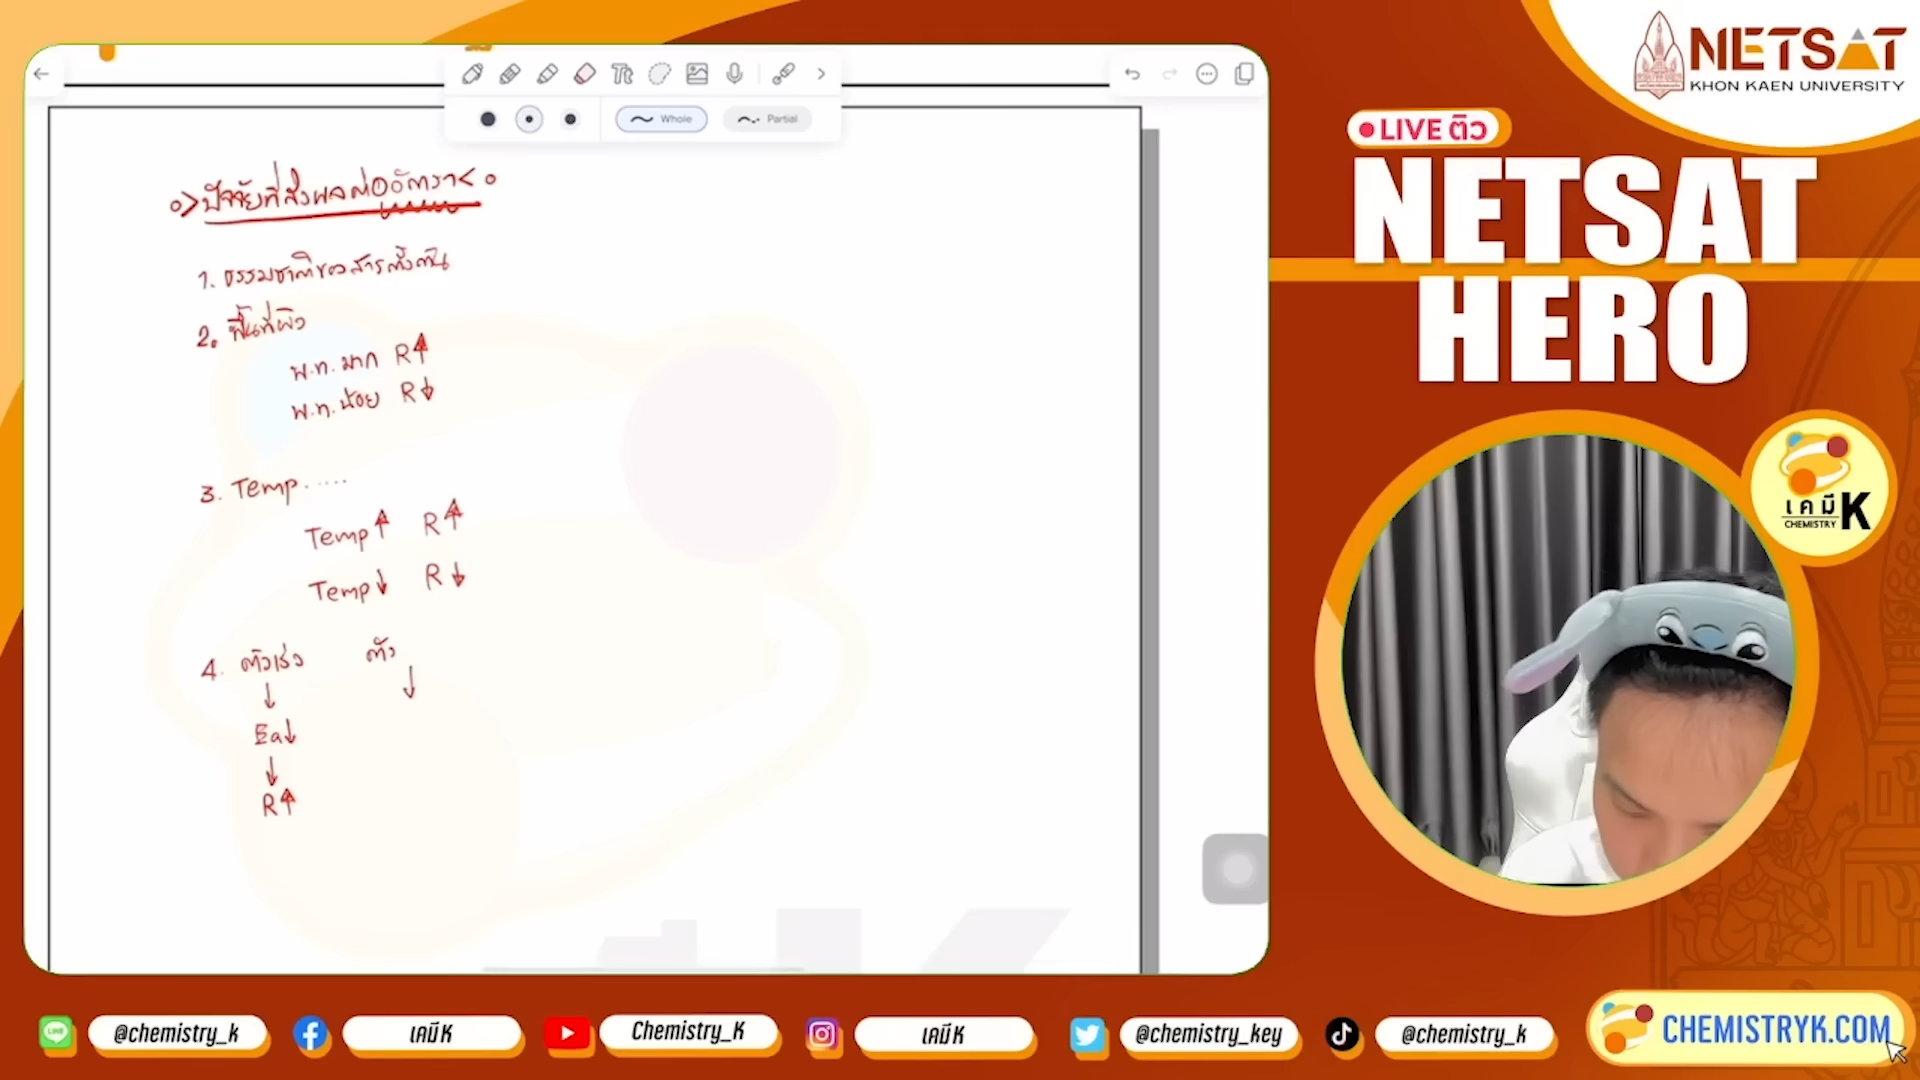 NETSAT
KHON KAEN UNIVERSITY
LIVE ติว
NETSAT
HERO
Whole
Partial
ปัจจัยที่ส่งผลต่ออัตรา
1. ธรรมชาติของสารตั้งต้น
2. พื้นที่ผิว
พ.ท. มาก R↑
พ.ท. น้อย R↓
3. Temp.....
Temp↑ R↑
Temp↓ R↓
4. ตัวเร่ง ตัว
↓ ↓
Ea↓
↓
R↑
เคมี K
CHEMISTRY
@chemistry_k
เคมี K
Chemistry_K
เคมี K
@chemistry_key
@chemistry_k
CHEMISTRYK.COM